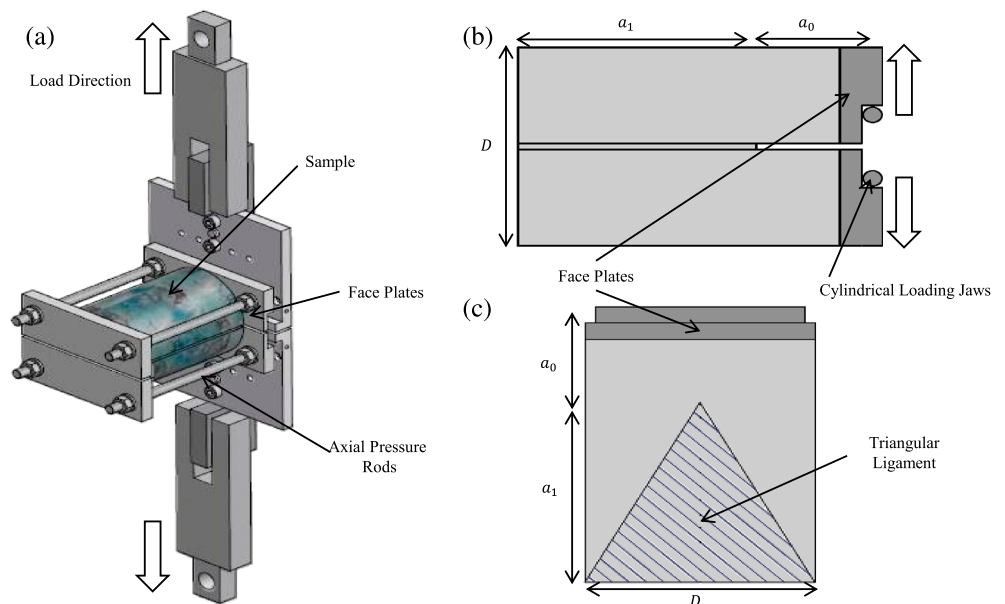 (a)
Load Direction
Sample
Face Plates
Axial Pressure
Rods
(b)
a₁
a₀
D
Face Plates
Cylindrical Loading Jaws
(c)
a₀
a₁
Triangular
Ligament
D